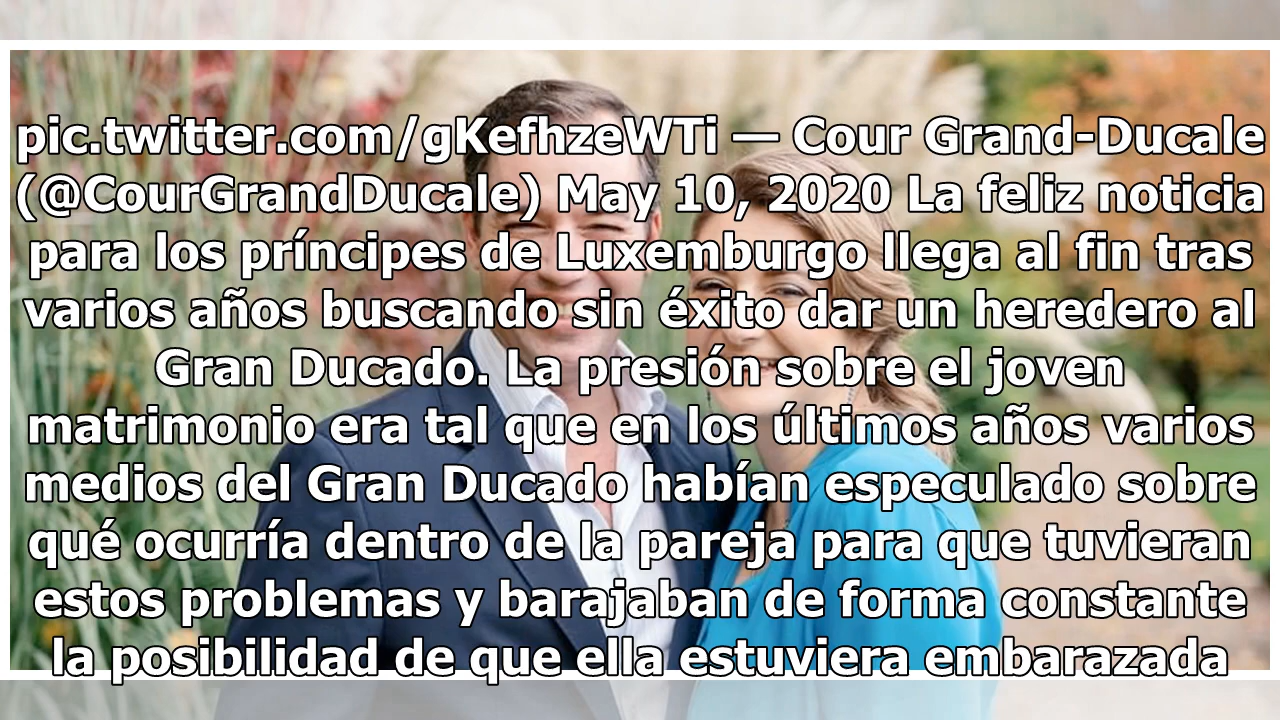 pic.twitter.com/gKefhzeWTi — Cour Grand-Ducale
(@CourGrandDucale) May 10, 2020 La feliz noticia
para los príncipes de Luxemburgo llega al fin tras
varios años buscando sin éxito dar un heredero al
Gran Ducado. La presión sobre el joven
matrimonio era tal que en los últimos años varios
medios del Gran Ducado habían especulado sobre
qué ocurría dentro de la pareja para que tuvieran
estos problemas y barajaban de forma constante
la posibilidad de que ella estuviera embarazada